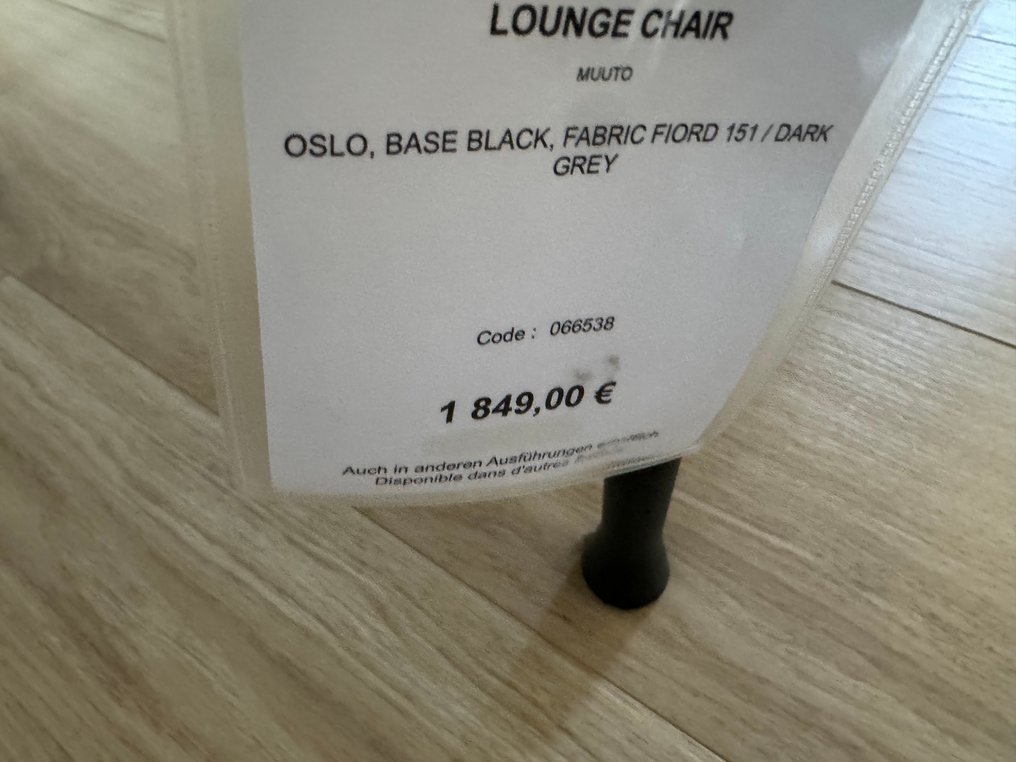 LOUNGE CHAIR
MUUTO
OSLO, BASE BLACK, FABRIC FIORD 151 / DARK
GREY
Code : 066538
1 849,00 €
Auch in anderen Ausführungen
Disponible dans d'autres